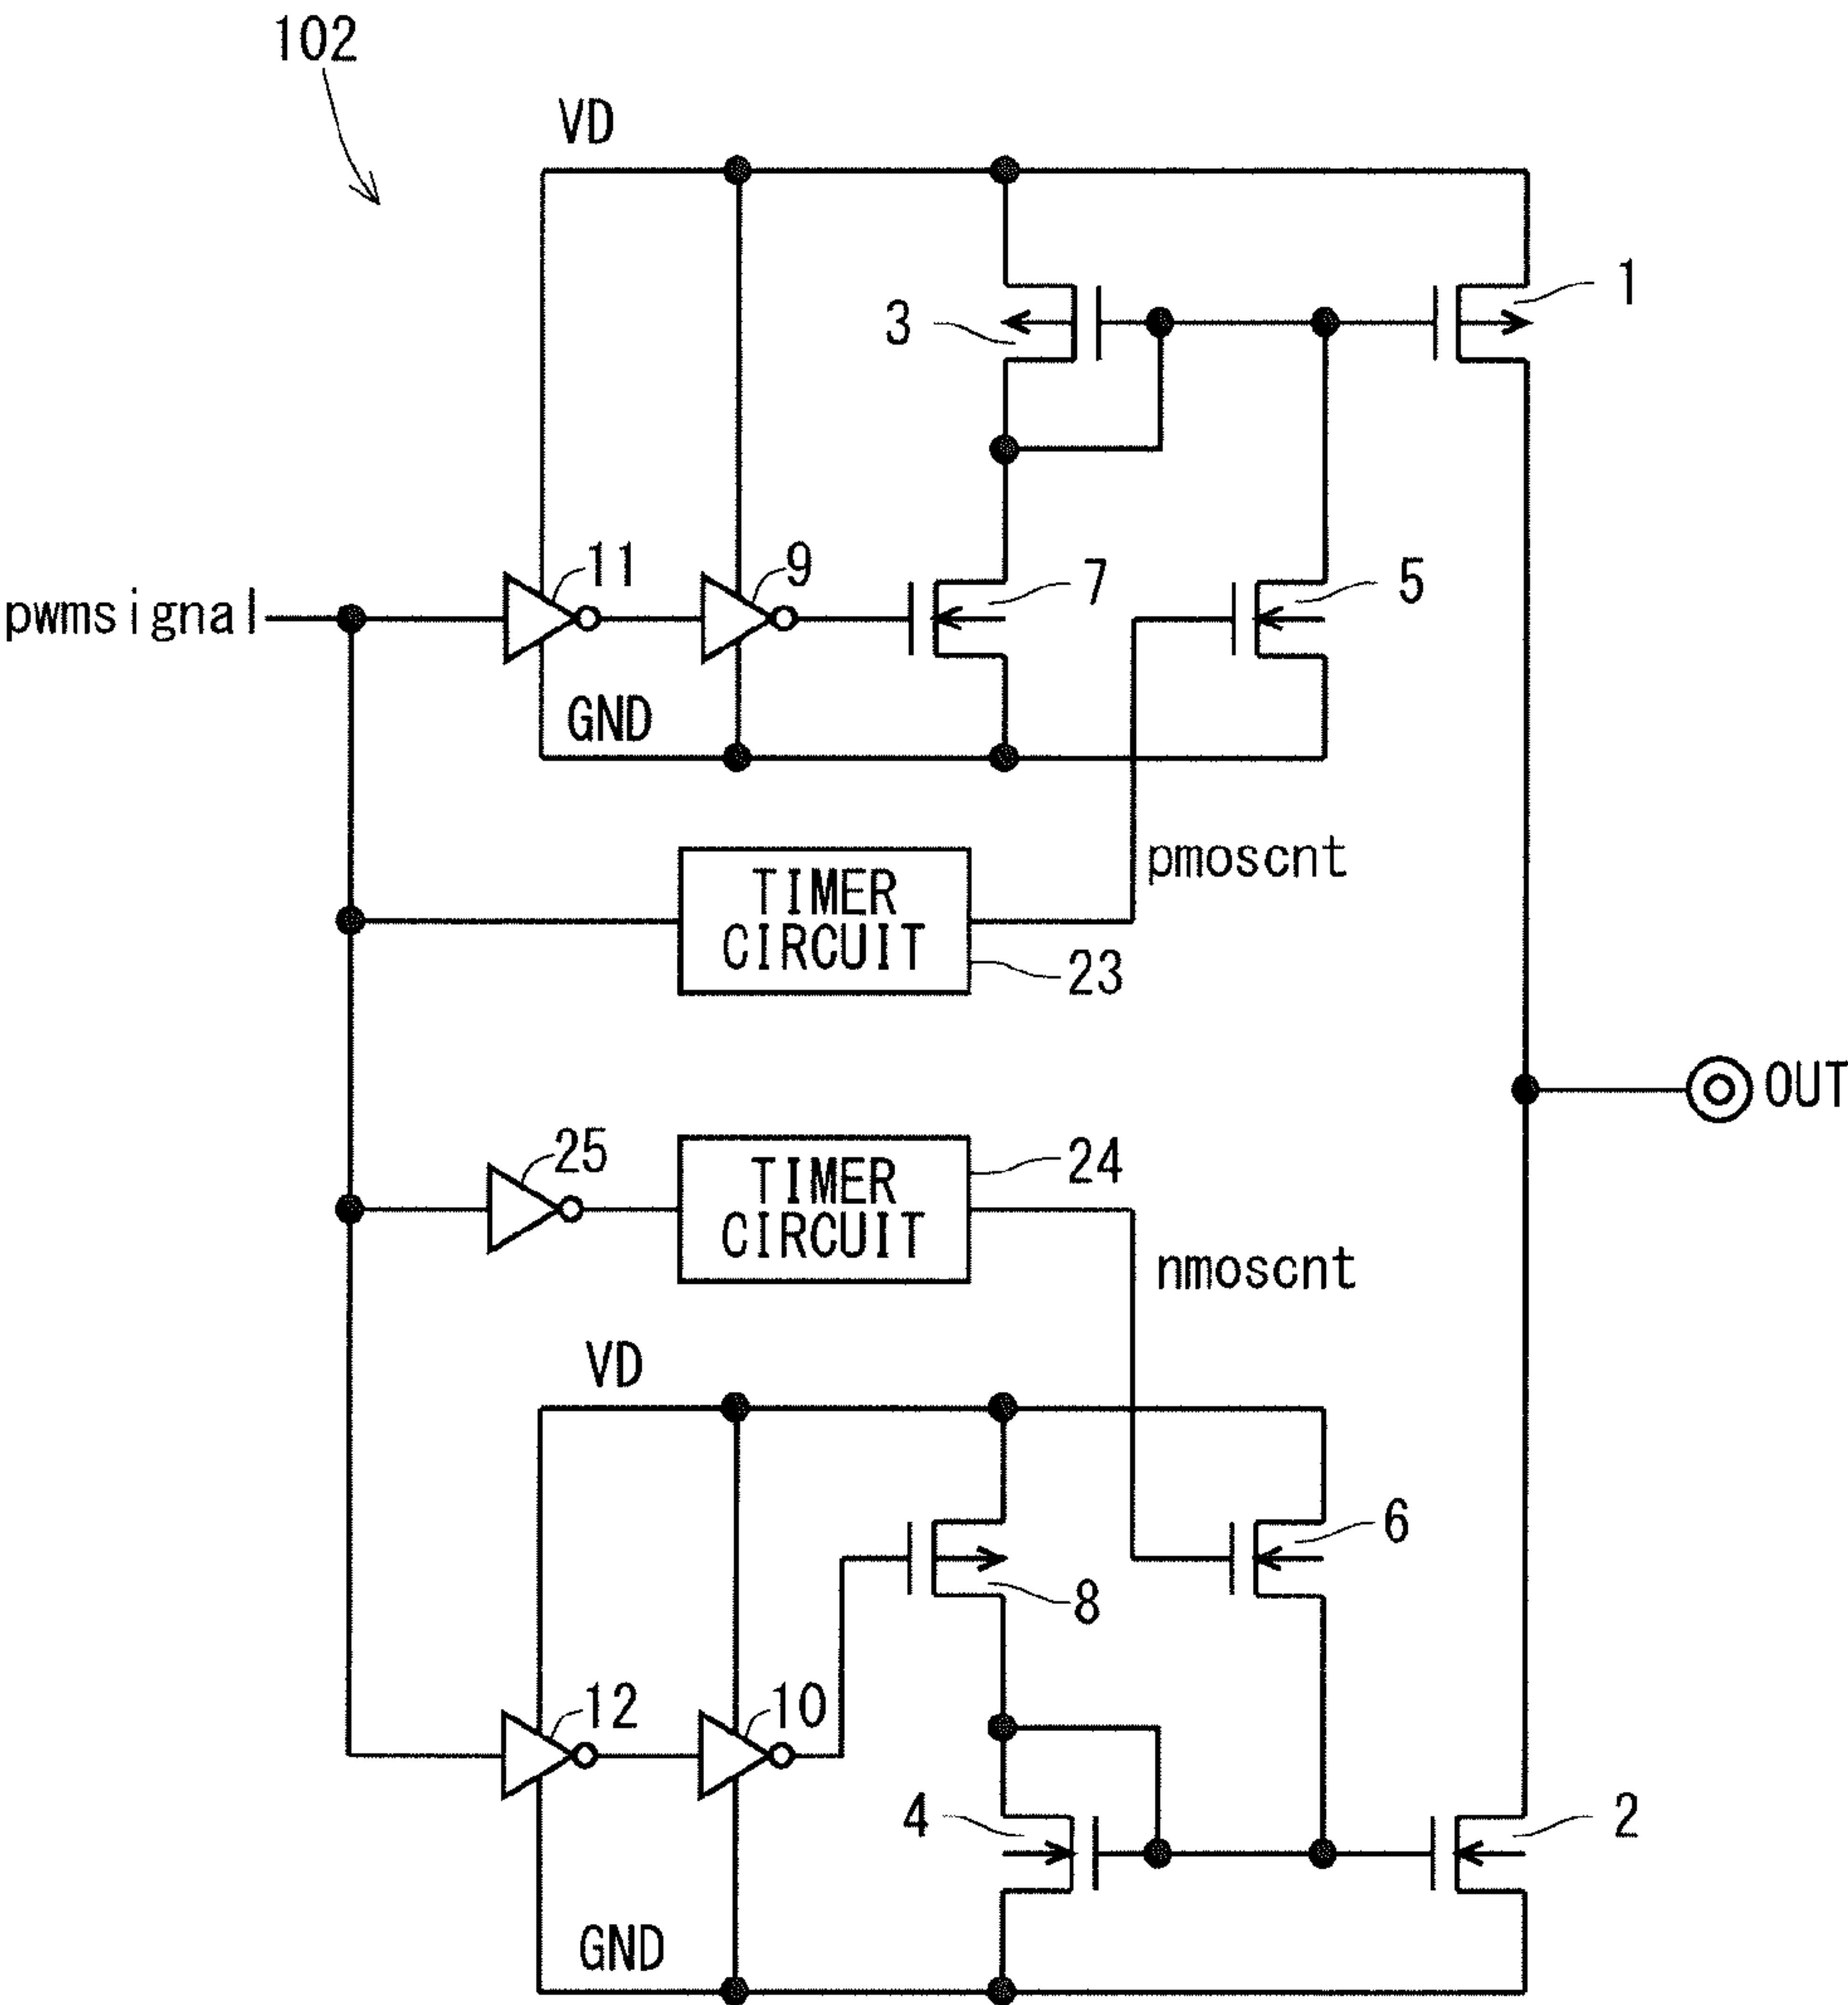 102
VD
3
1
11
9
7
5
pwmsignal
GND
pmoscnt
TIMER
CIRCUIT
23
OUT
25
TIMER
CIRCUIT
24
nmoscnt
VD
6
8
12
10
4
2
GND